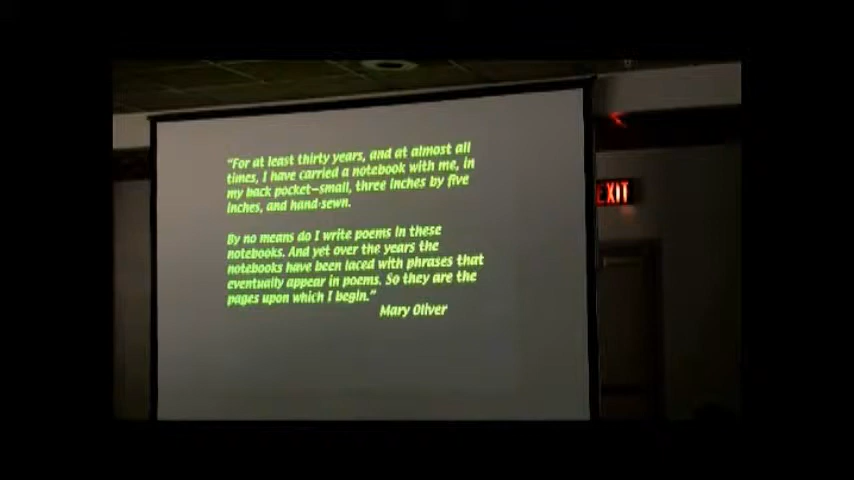 "For at least thirty years, and at almost all
times, I have carried a notebook with me, in
my back pocket—small, three inches by five
inches, and hand-sewn.
By no means do I write poems in these
notebooks. And yet over the years the
notebooks have been laced with phrases that
eventually appear in poems. So they are the
pages upon which I begin."
Mary Oliver
EXIT